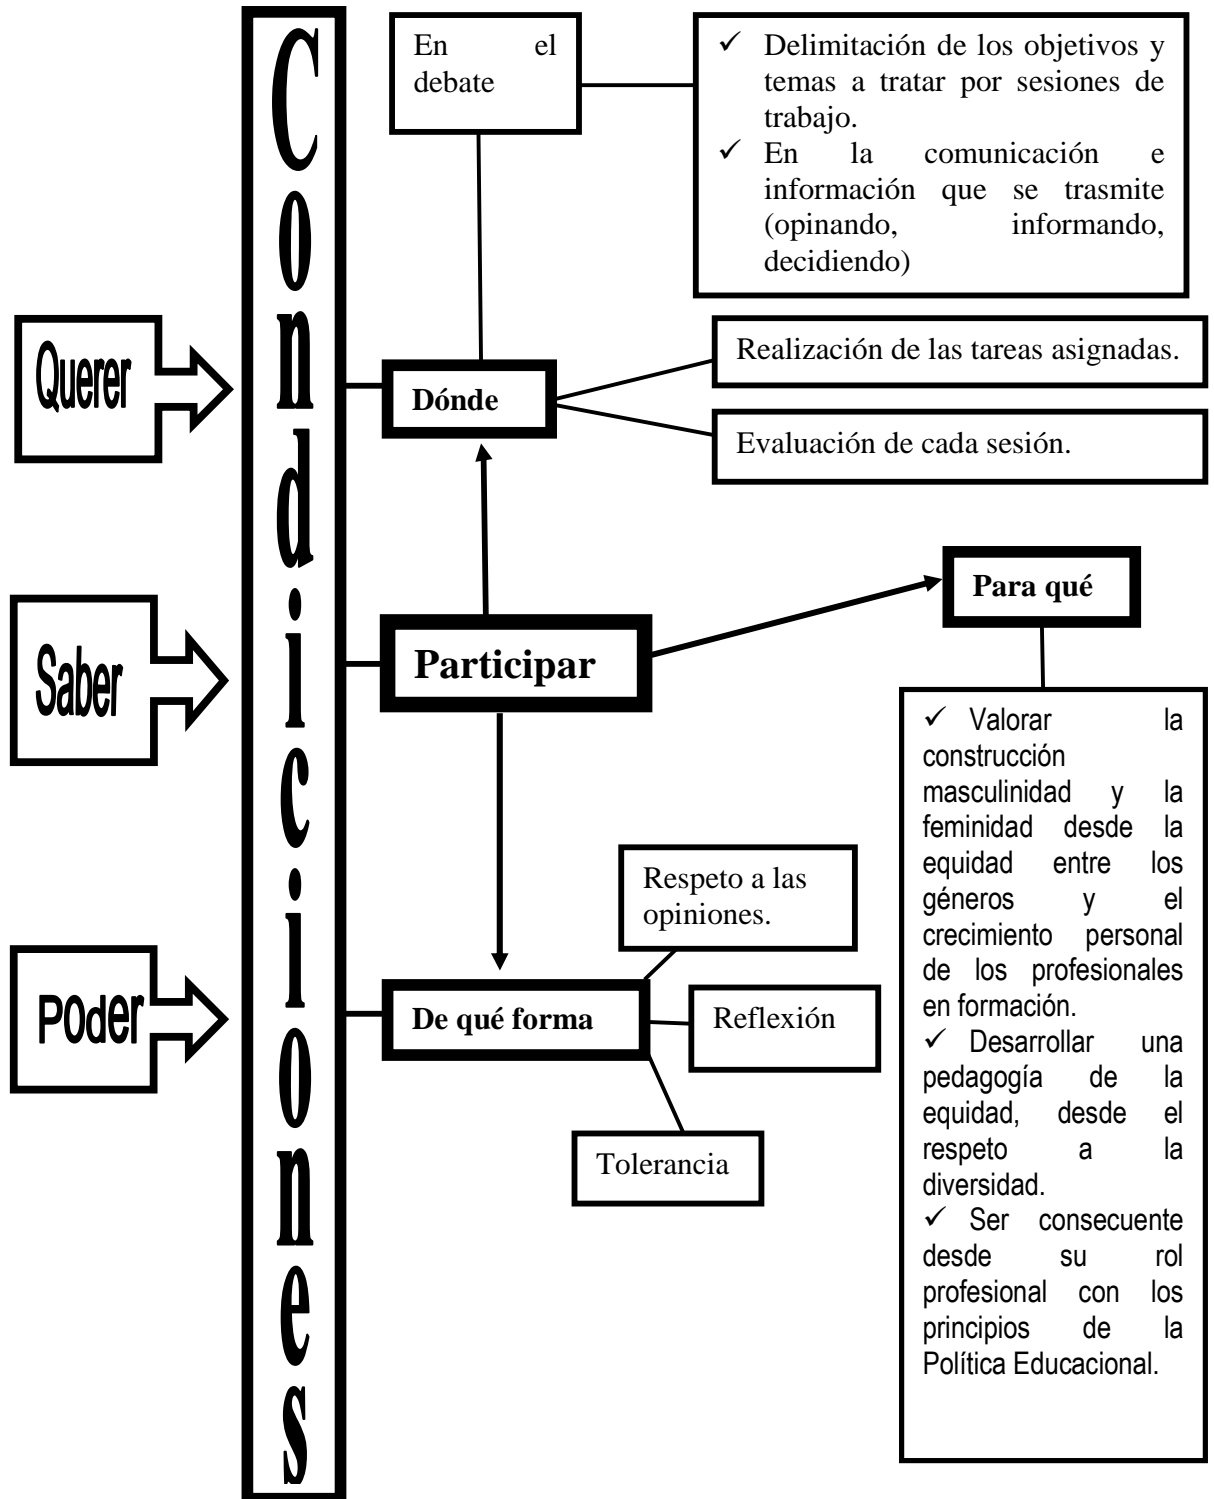 Condiciones
Querer
Saber
Poder
En el
debate
✓ Delimitación de los objetivos y
temas a tratar por sesiones de
trabajo.
✓ En la comunicación e
información que se trasmite
(opinando, informando,
decidiendo)
Dónde
Realización de las tareas asignadas.
Evaluación de cada sesión.
Participar
Para qué
✓ Valorar la
construcción
masculinidad y la
feminidad desde la
equidad entre los
géneros y el
crecimiento personal
de los profesionales
en formación.
✓ Desarrollar una
pedagogía de la
equidad, desde el
respeto a la
diversidad.
✓ Ser consecuente
desde su rol
profesional con los
principios de la
Política Educacional.
De qué forma
Respeto a las
opiniones.
Reflexión
Tolerancia